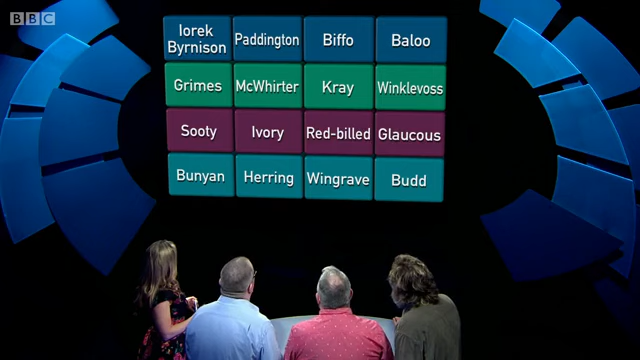 BBC
Iorek Byrnison
Paddington
Biffo
Baloo
Grimes
McWhirter
Kray
Winklevoss
Sooty
Ivory
Red-billed
Glaucous
Bunyan
Herring
Wingrave
Budd